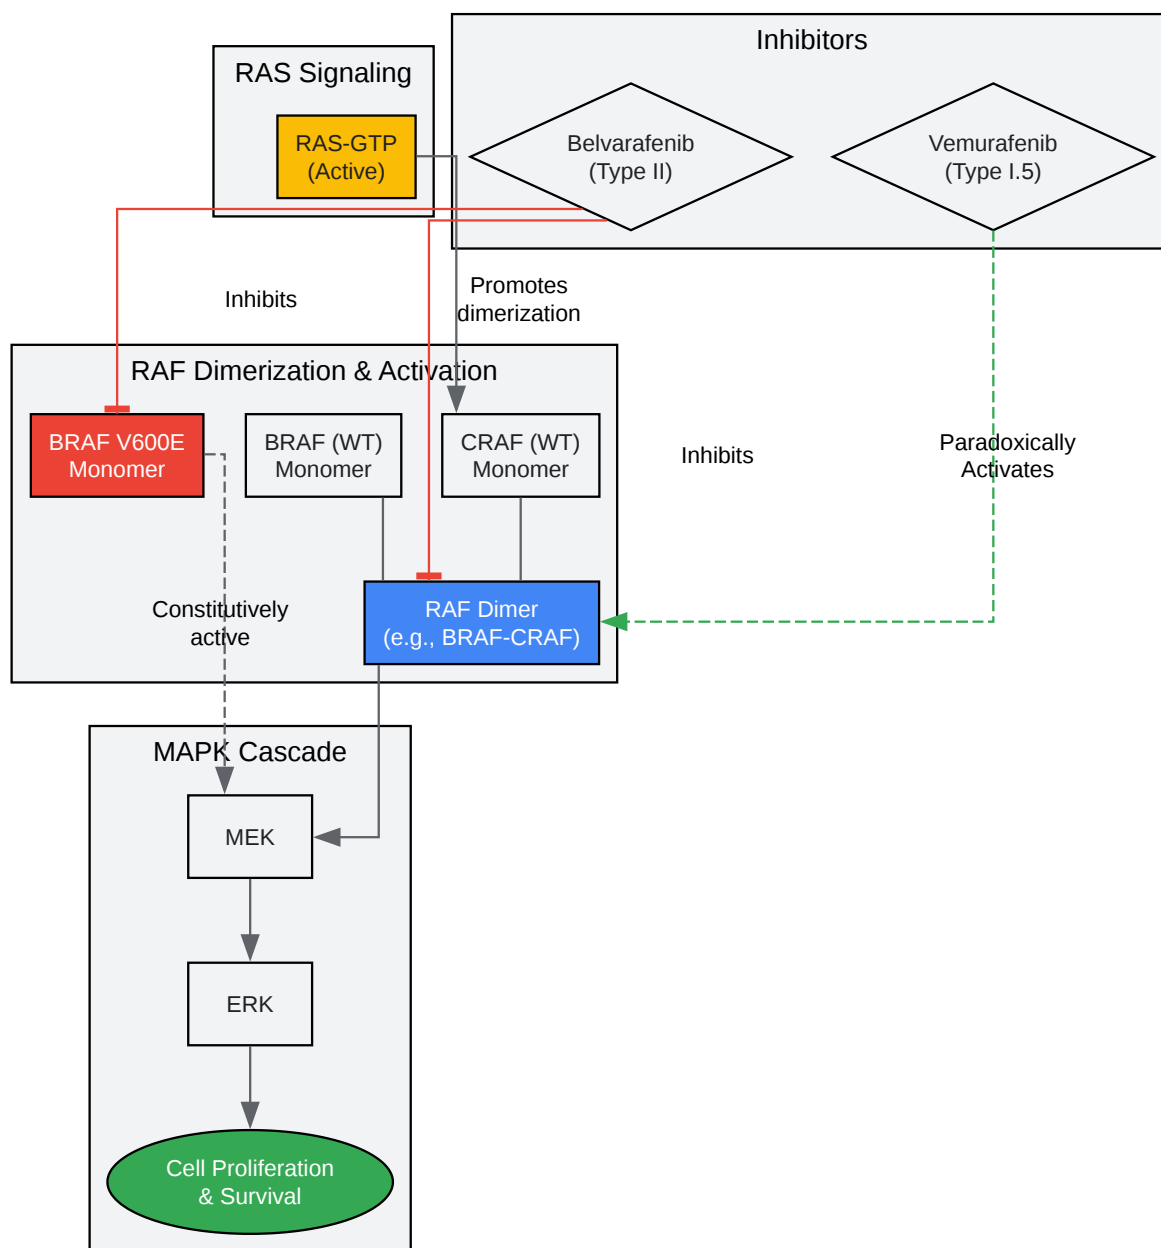 Inhibitors
RAS Signaling
RAS-GTP
(Active)
Belvarafenib
(Type II)
Vemurafenib
(Type I.5)
Inhibits
Promotes
dimerization
RAF Dimerization & Activation
BRAF V600E
Monomer
BRAF (WT)
Monomer
CRAF (WT)
Monomer
Inhibits
Paradoxically
Activates
Constitutively
active
RAF Dimer
(e.g., BRAF-CRAF)
MAPK Cascade
MEK
ERK
Cell Proliferation
& Survival